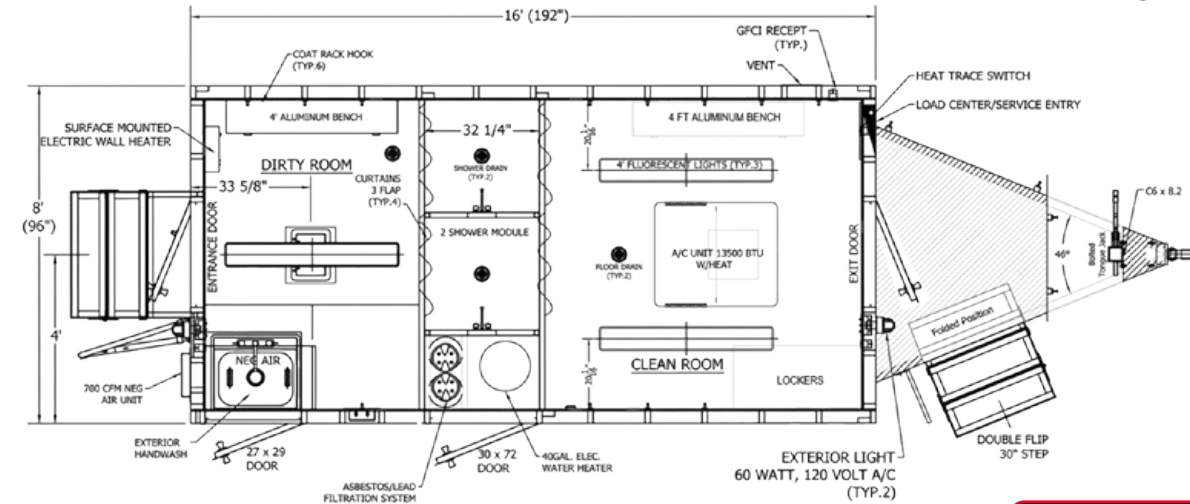 16' (192")
GFCI RECEPT
(TYP.)
VENT
COAT RACK HOOK
(TYP.6)
HEAT TRACE SWITCH
LOAD CENTER/SERVICE ENTRY
SURFACE MOUNTED
ELECTRIC WALL HEATER
4' ALUMINUM BENCH
32 1/4"
4 FT ALUMINUM BENCH
DIRTY ROOM
SHOWER DRAIN
(TYP.2)
4' FLUORESCENT LIGHTS (TYP.3)
CURTAINS
3 FLAP
(TYP.4)
33 5/8"
C6 x 8.2
8'
(96")
ENTRANCE DOOR
2 SHOWER MODULE
A/C UNIT 13500 BTU
W/HEAT
FLOOR DRAIN
(TYP.2)
EXIT DOOR
46°
Bolted
Tongue Jack
4'
Folded Position
NEG AIR
CLEAN ROOM
LOCKERS
700 CFM NEG
AIR UNIT
EXTERIOR
HANDWASH
27 x 29
DOOR
30 x 72
DOOR
40GAL. ELEC.
WATER HEATER
ASBESTOS/LEAD
FILTRATION SYSTEM
EXTERIOR LIGHT
60 WATT, 120 VOLT A/C
(TYP.2)
DOUBLE FLIP
30" STEP